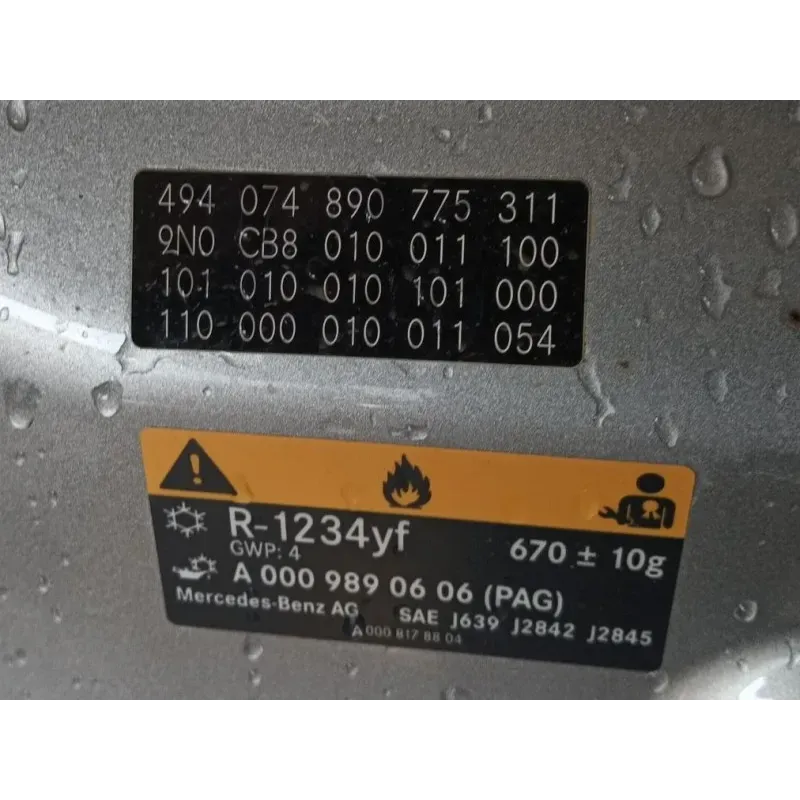 494 074 890 775 311
9N0 CB8 010 011 100
101 010 010 101 000
110 000 010 011 054
R-1234yf
GWP: 4
670 ± 10g
A 000 989 06 06 (PAG)
Mercedes-Benz AG SAE J639 J2842 J2845
A 000 817 88 04